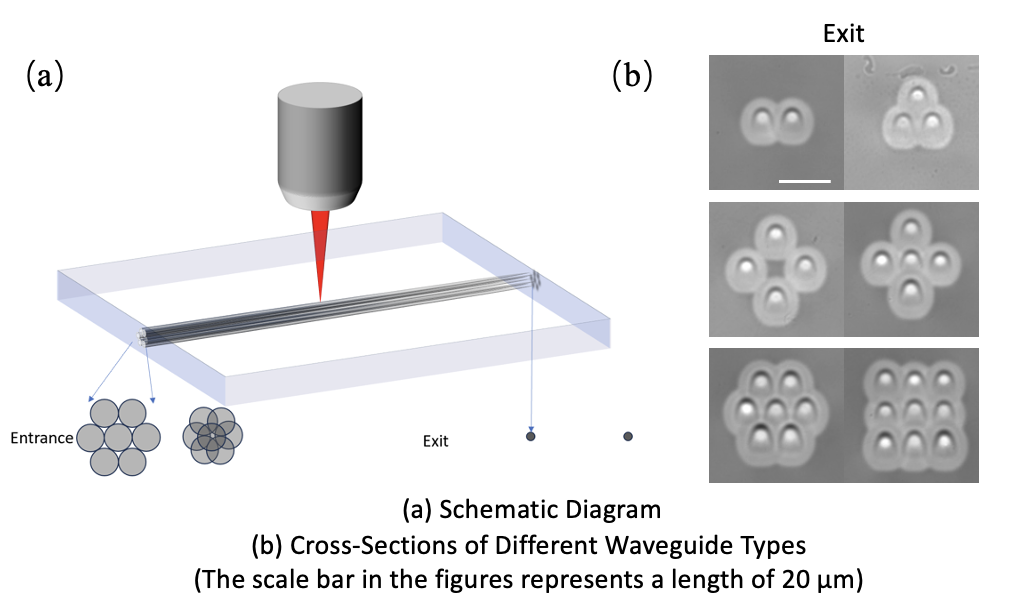 Exit
(a)
(b)
Entrance
Exit
(a) Schematic Diagram
(b) Cross-Sections of Different Waveguide Types
(The scale bar in the figures represents a length of 20 μm)